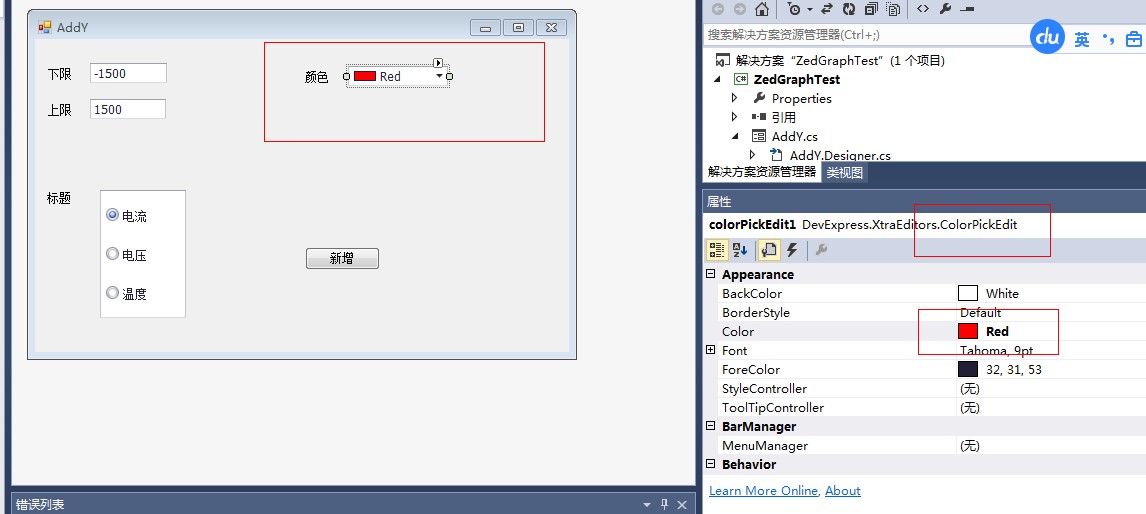 AddY
下限 -1500
上限 1500
颜色 Red
标题
电流
电压
温度
新增
错误列表
搜索解决方案资源管理器(Ctrl+;)
du 英
解决方案“ZedGraphTest”(1 个项目)
C# ZedGraphTest
Properties
引用
AddY.cs
AddY.Designer.cs
解决方案资源管理器 类视图
属性
colorPickEdit1 DevExpress.XtraEditors.ColorPickEdit
Appearance
BackColor White
BorderStyle Default
Color Red
Font Tahoma, 9pt
ForeColor 32, 31, 53
StyleController (无)
ToolTipController (无)
BarManager
MenuManager (无)
Behavior
Learn More Online, About